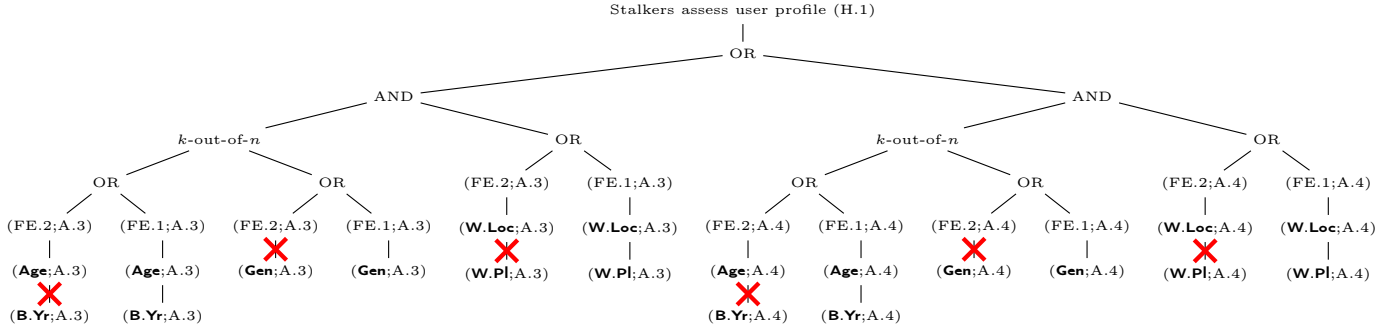 Stalkers assess user profile (H.1)
OR
AND AND
k-out-of-n OR k-out-of-n OR
OR OR (FE.2;A.3) (FE.1;A.3) OR OR (FE.2;A.4) (FE.1;A.4)
(FE.2;A.3) (FE.1;A.3) (FE.2;A.3) (FE.1;A.3) (W.Loc;A.3) (W.Loc;A.3) (FE.2;A.4) (FE.1;A.4) (FE.2;A.4) (FE.1;A.4) (W.Loc;A.4) (W.Loc;A.4)
(Age;A.3) (Age;A.3) (Gen;A.3) (Gen;A.3) (W.Pl;A.3) (W.Pl;A.3) (Age;A.4) (Age;A.4) (Gen;A.4) (Gen;A.4) (W.Pl;A.4) (W.Pl;A.4)
(B.Yr;A.3) (B.Yr;A.3) (B.Yr;A.4) (B.Yr;A.4)